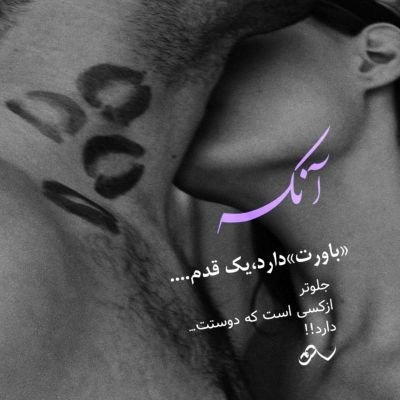 آنکه
«باورت»دارد،یک قدم....
جلوتر
ازکسی است که دوستت...
دارد!!